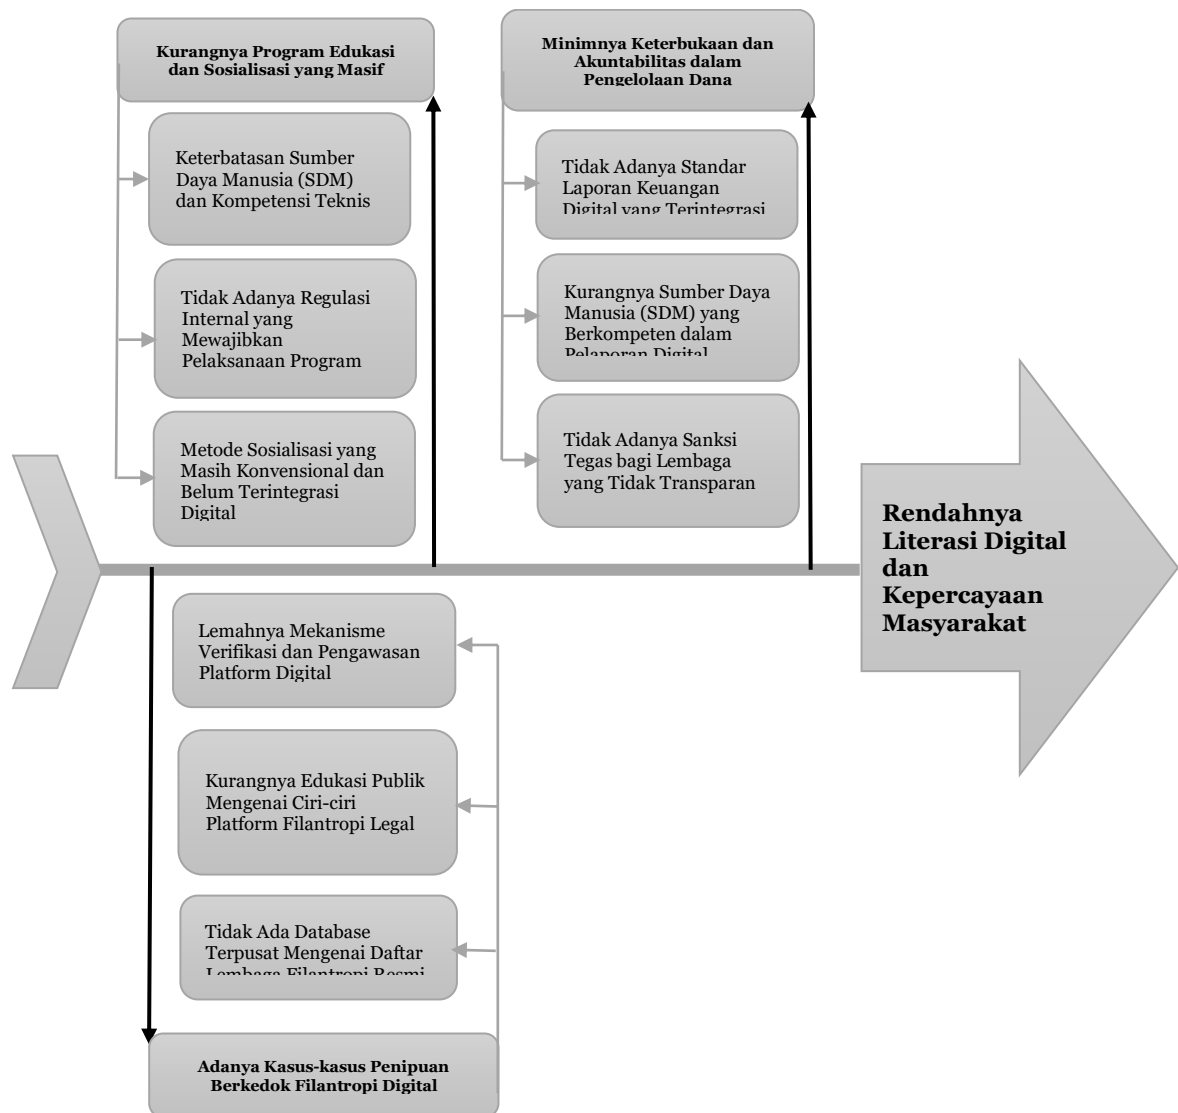 Kurangnya Program Edukasi
dan Sosialisasi yang Masif
Keterbatasan Sumber
Daya Manusia (SDM)
dan Kompetensi Teknis
Tidak Adanya Regulasi
Internal yang
Mewajibkan
Pelaksanaan Program
Metode Sosialisasi yang
Masih Konvensional dan
Belum Terintegrasi
Digital
Minimnya Keterbukaan dan
Akuntabilitas dalam
Pengelolaan Dana
Tidak Adanya Standar
Laporan Keuangan
Digital yang Terintegrasi
Kurangnya Sumber Daya
Manusia (SDM) yang
Berkompeten dalam
Pelaporan Digital
Tidak Adanya Sanksi
Tegas bagi Lembaga
yang Tidak Transparan
Rendahnya
Literasi Digital
dan
Kepercayaan
Masyarakat
Lemahnya Mekanisme
Verifikasi dan Pengawasan
Platform Digital
Kurangnya Edukasi Publik
Mengenai Ciri-ciri
Platform Filantropi Legal
Tidak Ada Database
Terpusat Mengenai Daftar
Lembaga Filantropi Resmi
Adanya Kasus-kasus Penipuan
Berkedok Filantropi Digital